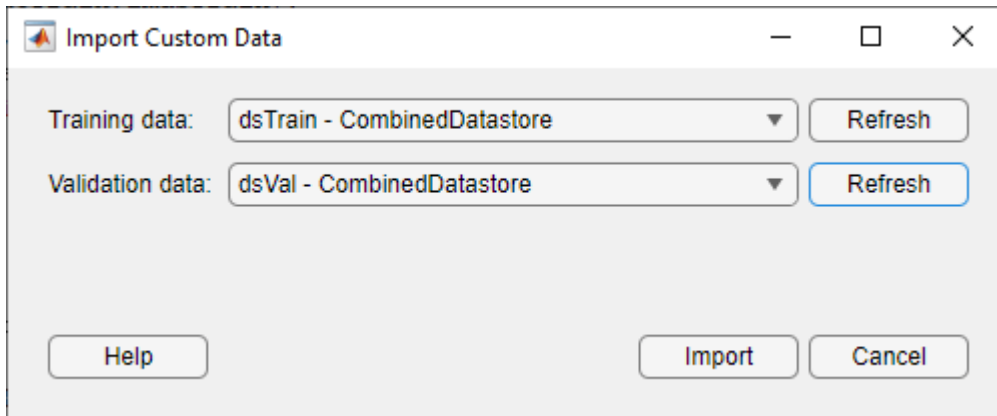 Import Custom Data
Training data: dsTrain - CombinedDatastore Refresh
Validation data: dsVal - CombinedDatastore Refresh
Help Import Cancel